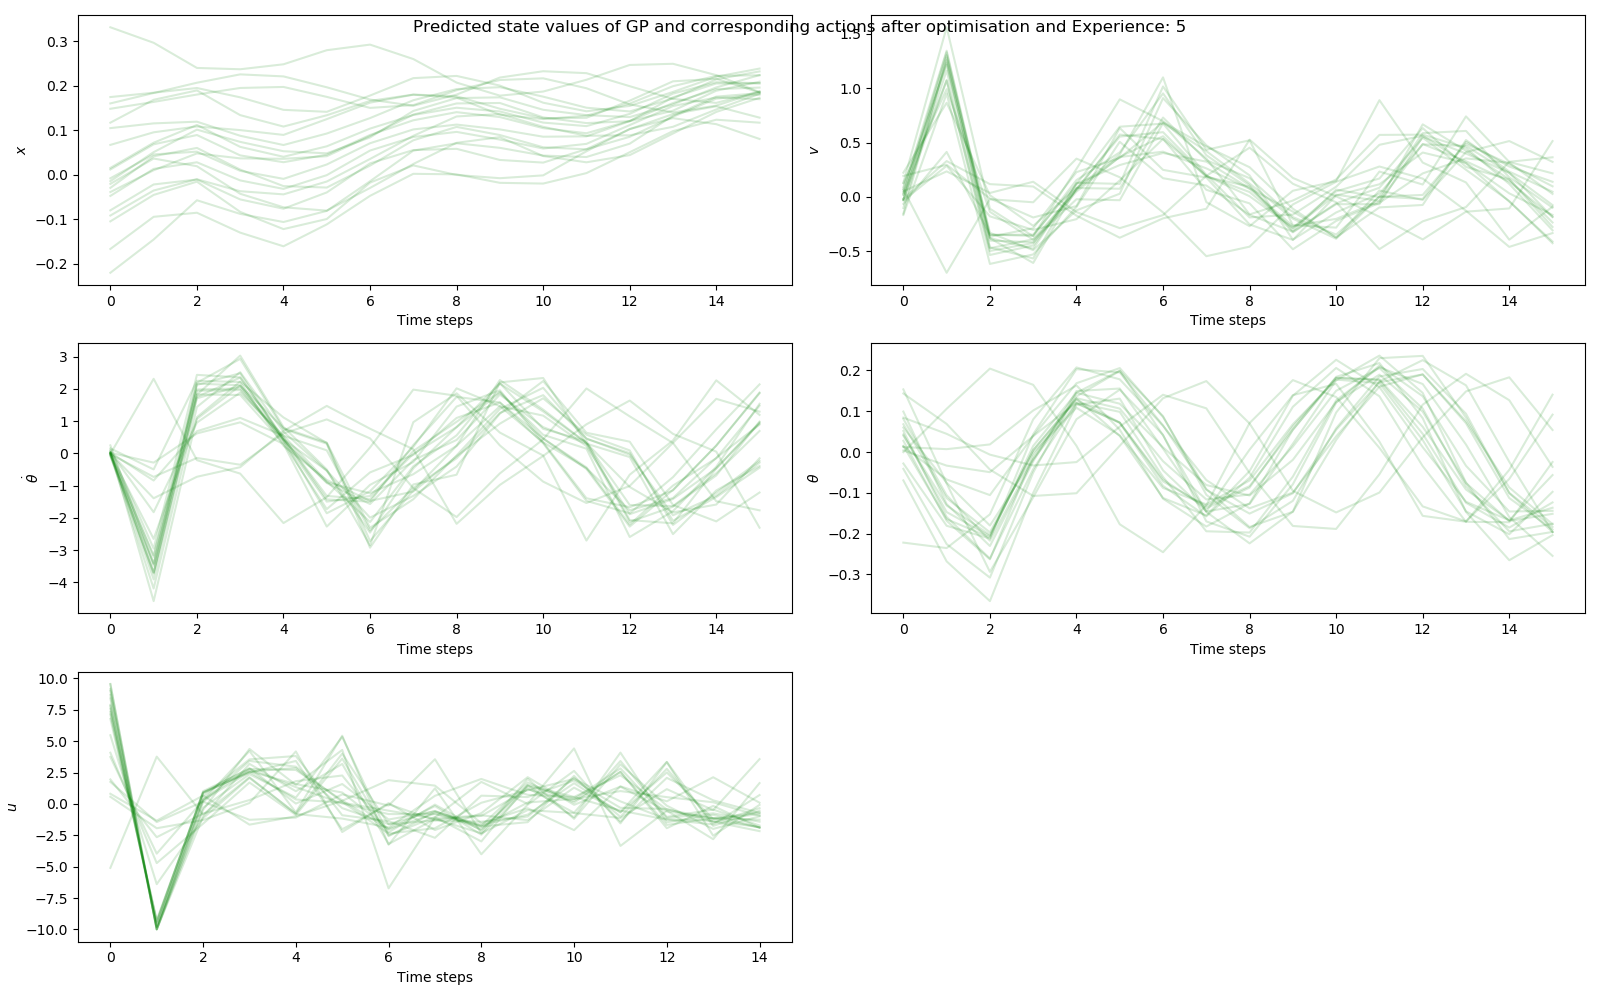 Predicted state values of GP and corresponding actions after optimisation and Experience: 5
0.3
0.2
0.1
0.0
−0.1
−0.2
x
0 2 4 6 8 10 12 14
Time steps
1.5
1.0
0.5
0.0
−0.5
v
0 2 4 6 8 10 12 14
Time steps
3
2
1
0
−1
−2
−3
−4
θ̇
0 2 4 6 8 10 12 14
Time steps
0.2
0.1
0.0
−0.1
−0.2
−0.3
θ
0 2 4 6 8 10 12 14
Time steps
10.0
7.5
5.0
2.5
0.0
−2.5
−5.0
−7.5
−10.0
u
0 2 4 6 8 10 12 14
Time steps